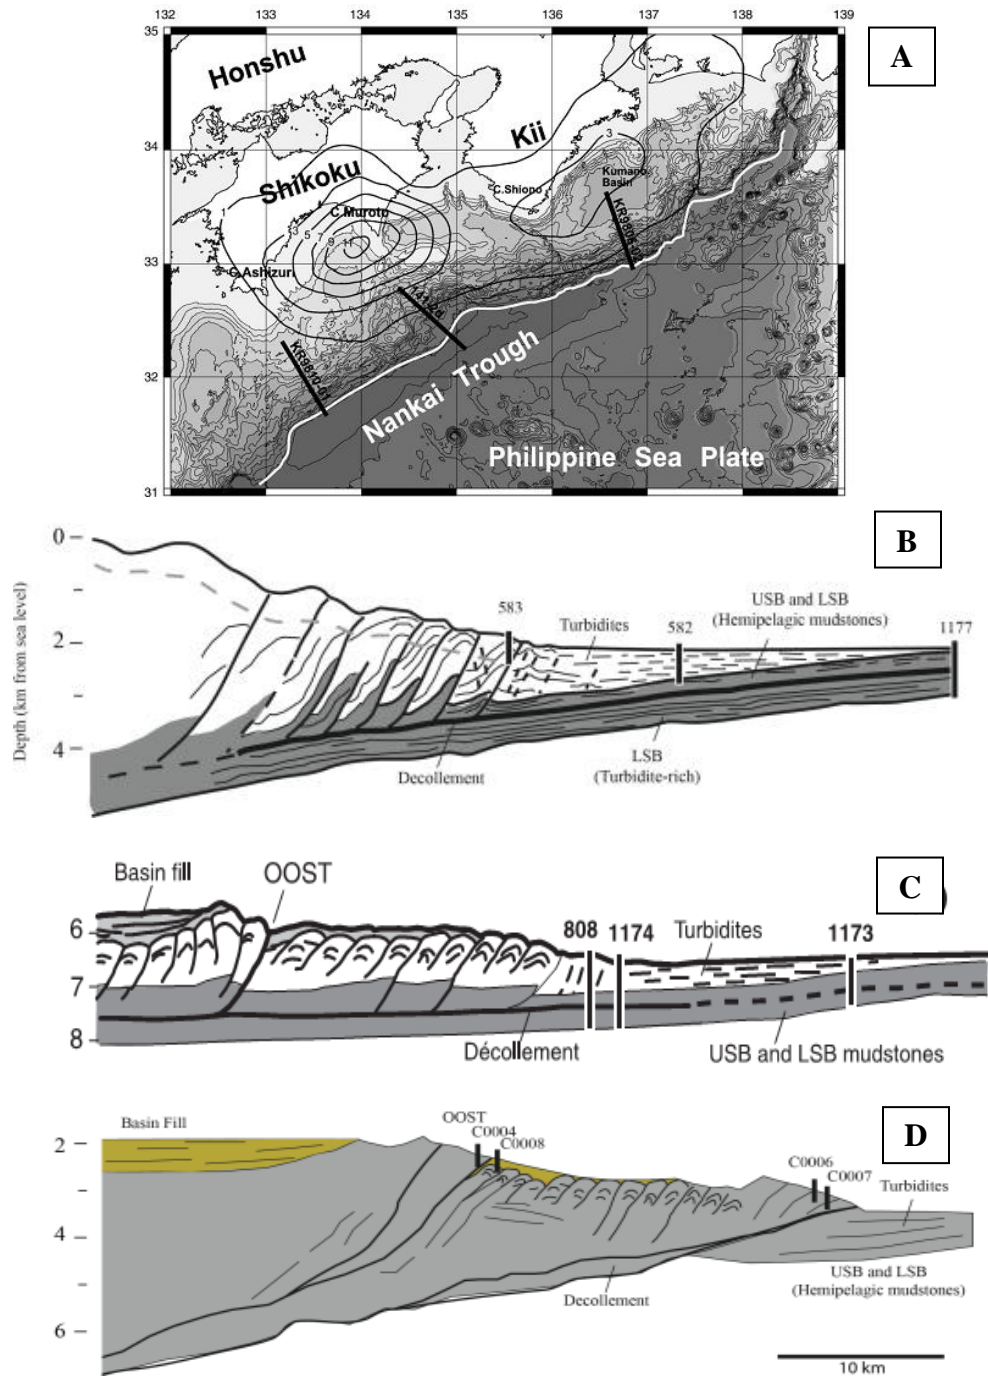 132 133 134 135 136 137 138 139
A
35
Honshu
34
Kii
3
Shikoku
Kumano
Basin
C.Shiono
1
C.Muroto
3 5 9 11
33
C.Ashizuri
KR9810-01
32
Nankai Trough
Philippine Sea Plate
31
B
0
Depth (km from sea level)
2
4
583
Turbidites
582
USB and LSB
(Hemipelagic mudstones)
1177
Decollement
LSB
(Turbidite-rich)
C
Basin fill
OOST
6
7
8
808
1174
Turbidites
1173
Décollement
USB and LSB mudstones
D
Basin Fill
OOST
C0004
C0008
2
4
6
C0006
C0007
Turbidites
USB and LSB
(Hemipelagic mudstones)
Decollement
10 km